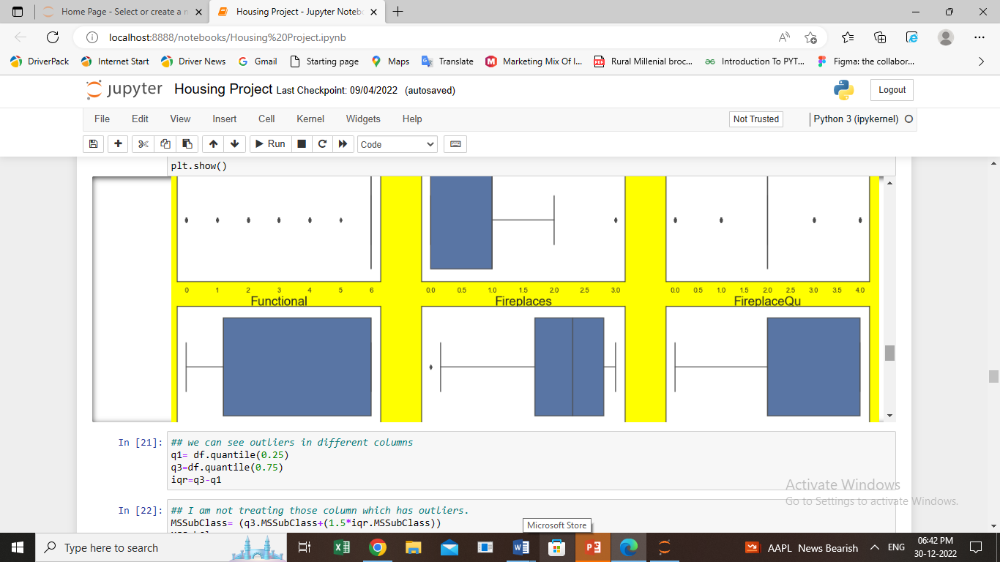 Home Page - Select or create a n
Housing Project - Jupyter Notebo
localhost:8888/notebooks/Housing%20Project.ipynb
DriverPack Internet Start Driver News Gmail Starting page Maps Translate Marketing Mix Of I... Rural Millenial broc... Introduction To PYT... Figma: the collabor...
jupyter Housing Project Last Checkpoint: 09/04/2022 (autosaved) Logout
File Edit View Insert Cell Kernel Widgets Help Not Trusted Python 3 (ipykernel)
Run Code
plt.show()
0 1 2 3 4 5 6 0.0 0.5 1.0 1.5 2.0 2.5 3.0 0.0 0.5 1.0 1.5 2.0 2.5 3.0 3.5 4.0
Functional Fireplaces FireplaceQu
In [21]: ## we can see outliers in different columns
q1= df.quantile(0.25)
q3=df.quantile(0.75)
iqr=q3-q1
Activate Windows
Go to Settings to activate Windows.
In [22]: ## I am not treating those column which has outliers.
MSSubClass= (q3.MSSubClass+(1.5*iqr.MSSubClass))
Microsoft Store
Type here to search
AAPL News Bearish ENG 06:42 PM
30-12-2022